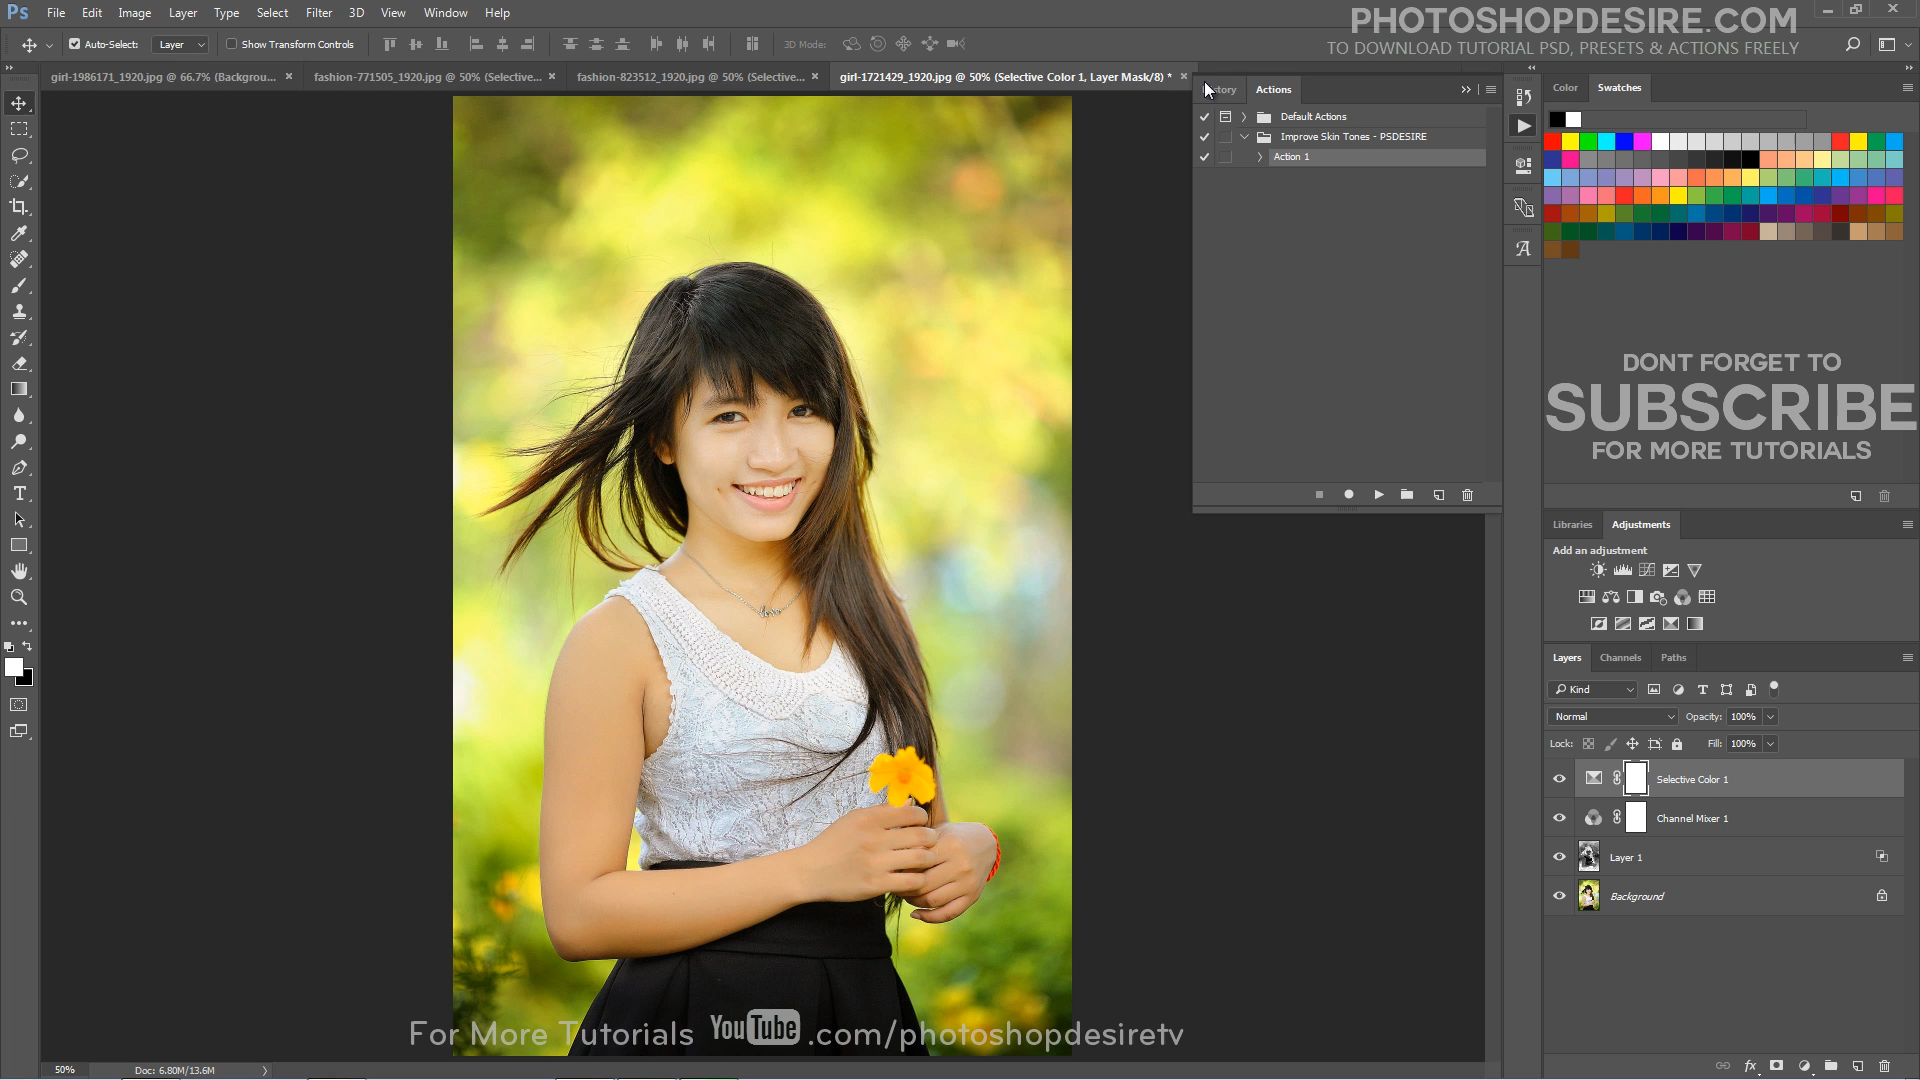 Ps File Edit Image Layer Type Select Filter 3D View Window Help
PHOTOSHOPDESIRE.COM
TO DOWNLOAD TUTORIAL PSD, PRESETS & ACTIONS FREELY
Auto-Select: Layer Show Transform Controls 3D Mode:
girl-1986171_1920.jpg @ 66.7% (Backgrou... × fashion-771505_1920.jpg @ 50% (Selective... × fashion-823512_1920.jpg @ 50% (Selective... × girl-1721429_1920.jpg @ 50% (Selective Color 1, Layer Mask/8) * ×
Actions
Default Actions
Improve Skin Tones - PSDESIRE
Action 1
Color Swatches
DONT FORGET TO
SUBSCRIBE
FOR MORE TUTORIALS
Libraries Adjustments
Add an adjustment
Layers Channels Paths
Kind
Normal Opacity: 100%
Lock: Fill: 100%
Selective Color 1
Channel Mixer 1
Layer 1
Background
For More Tutorials YouTube .com/photoshopdesiretv
50% Doc: 6.80M/13.6M